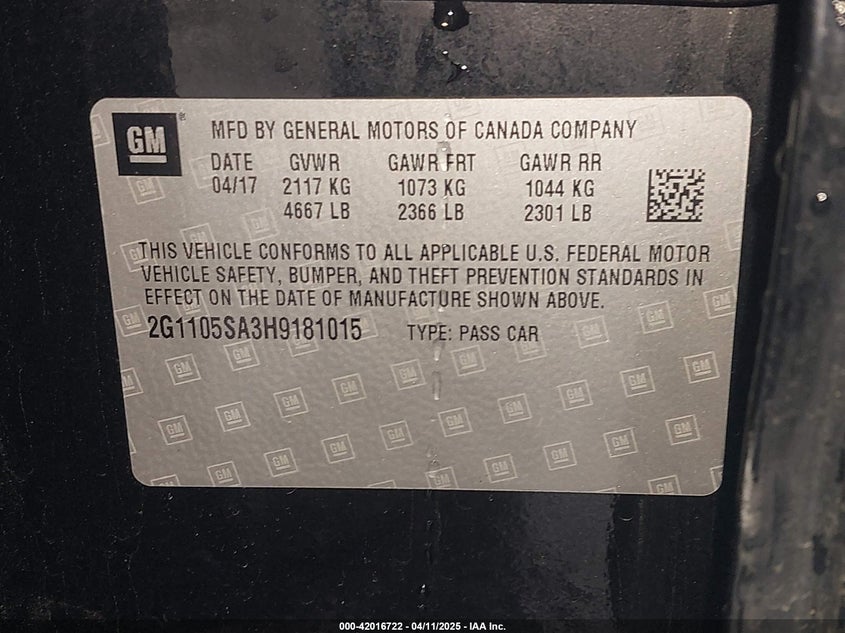 GM
MFD BY GENERAL MOTORS OF CANADA COMPANY
DATE GVWR GAWR FRT GAWR RR
04/17 2117 KG 1073 KG 1044 KG
4667 LB 2366 LB 2301 LB
THIS VEHICLE CONFORMS TO ALL APPLICABLE U.S. FEDERAL MOTOR
VEHICLE SAFETY, BUMPER, AND THEFT PREVENTION STANDARDS IN
EFFECT ON THE DATE OF MANUFACTURE SHOWN ABOVE.
2G1105SA3H9181015 TYPE: PASS CAR
000-42016722 - 04/11/2025 - IAA Inc.